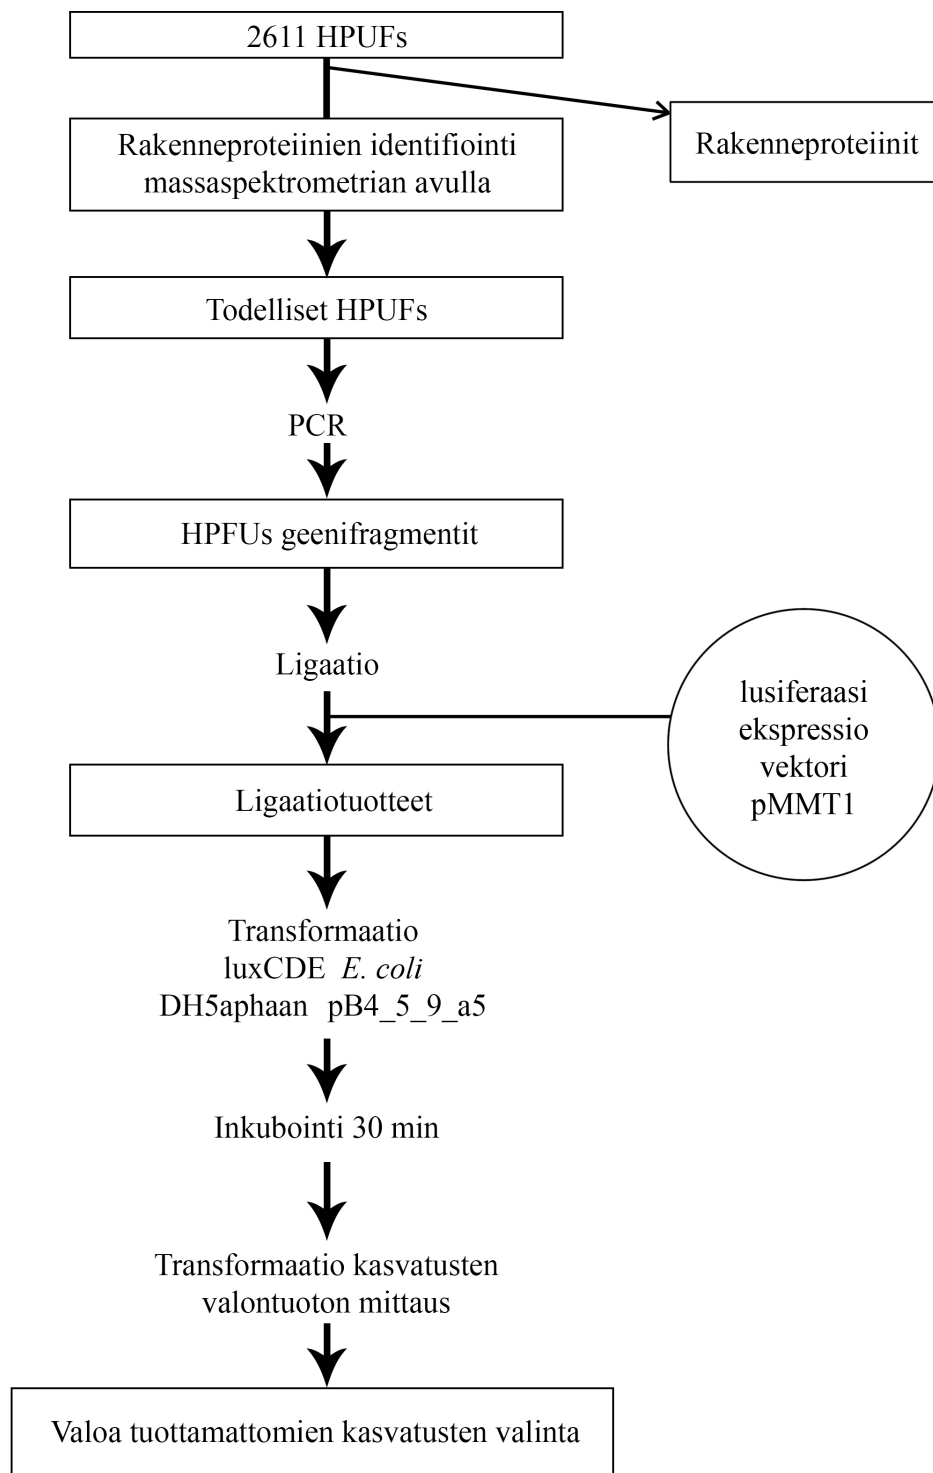 2611 HPUFs
Rakenneproteiinien identifiointi
massaspektrometrian avulla
Rakenneproteiinit
Todelliset HPUFs
PCR
HPFUs geenifragmentit
Ligaatio
lusiferaasi
ekspressio
vektori
pMMT1
Ligaatiotuotteet
Transformaatio
luxCDE E. coli
DH5aphaan pB4_5_9_a5
Inkubointi 30 min
Transformaatio kasvatusten
valontuoton mittaus
Valoa tuottamattomien kasvatusten valinta